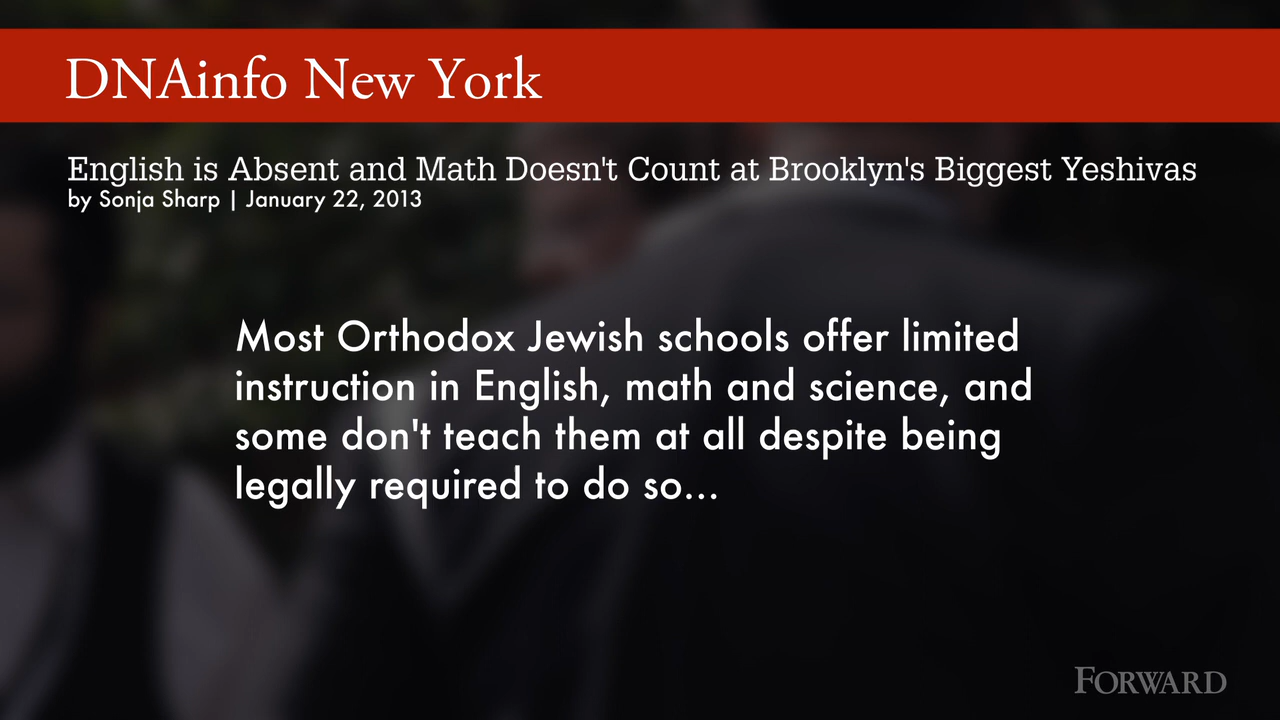 DNAinfo New York
English is Absent and Math Doesn't Count at Brooklyn's Biggest Yeshivas
by Sonja Sharp | January 22, 2013
Most Orthodox Jewish schools offer limited
instruction in English, math and science, and
some don't teach them at all despite being
legally required to do so...
FORWARD